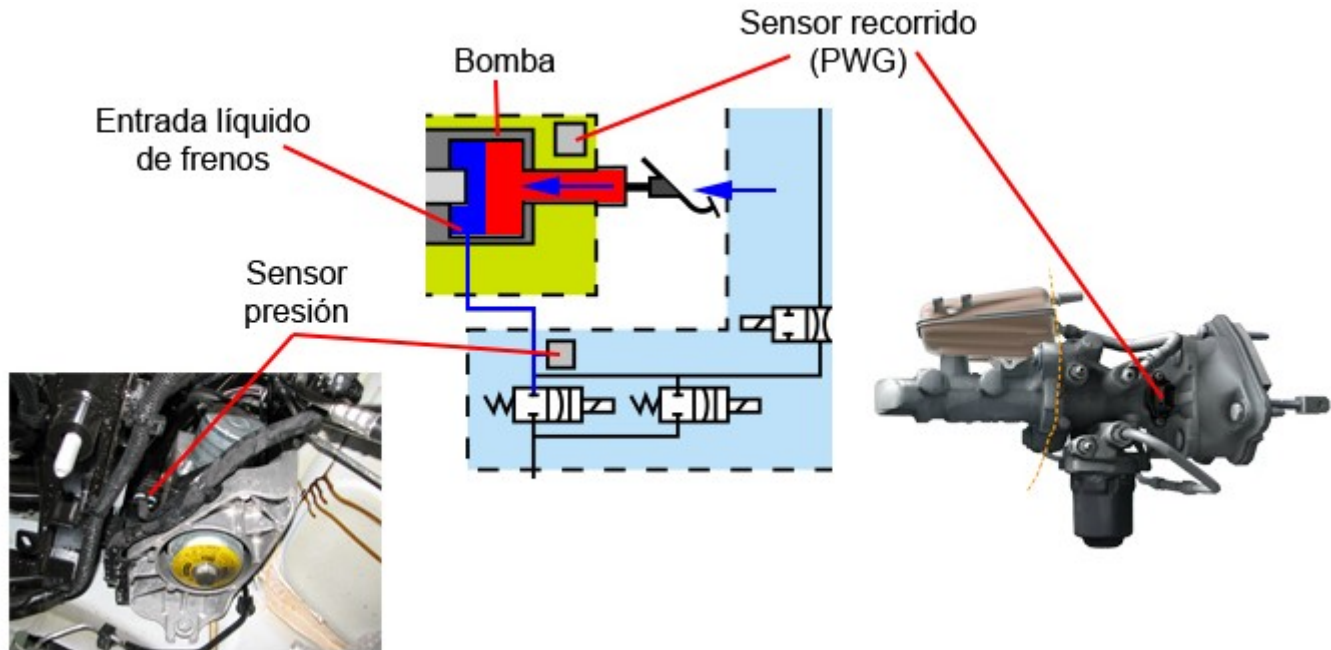 Sensor recorrido
(PWG)
Bomba
Entrada líquido
de frenos
Sensor
presión